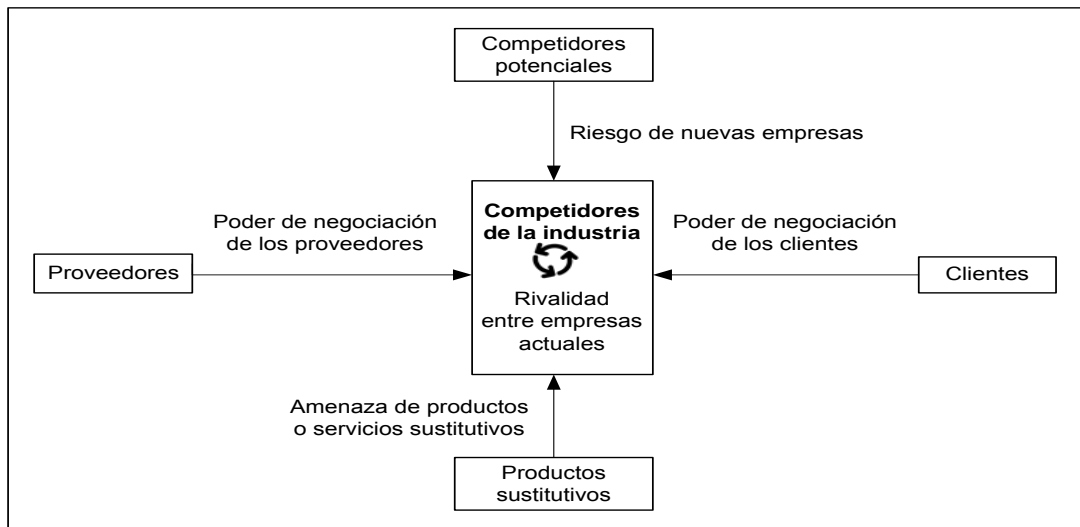 Competidores
potenciales
Riesgo de nuevas empresas
Poder de negociación
de los proveedores
Competidores
de la industria
Rivalidad
entre empresas
actuales
Poder de negociación
de los clientes
Proveedores
Clientes
Amenaza de productos
o servicios sustitutivos
Productos
sustitutivos